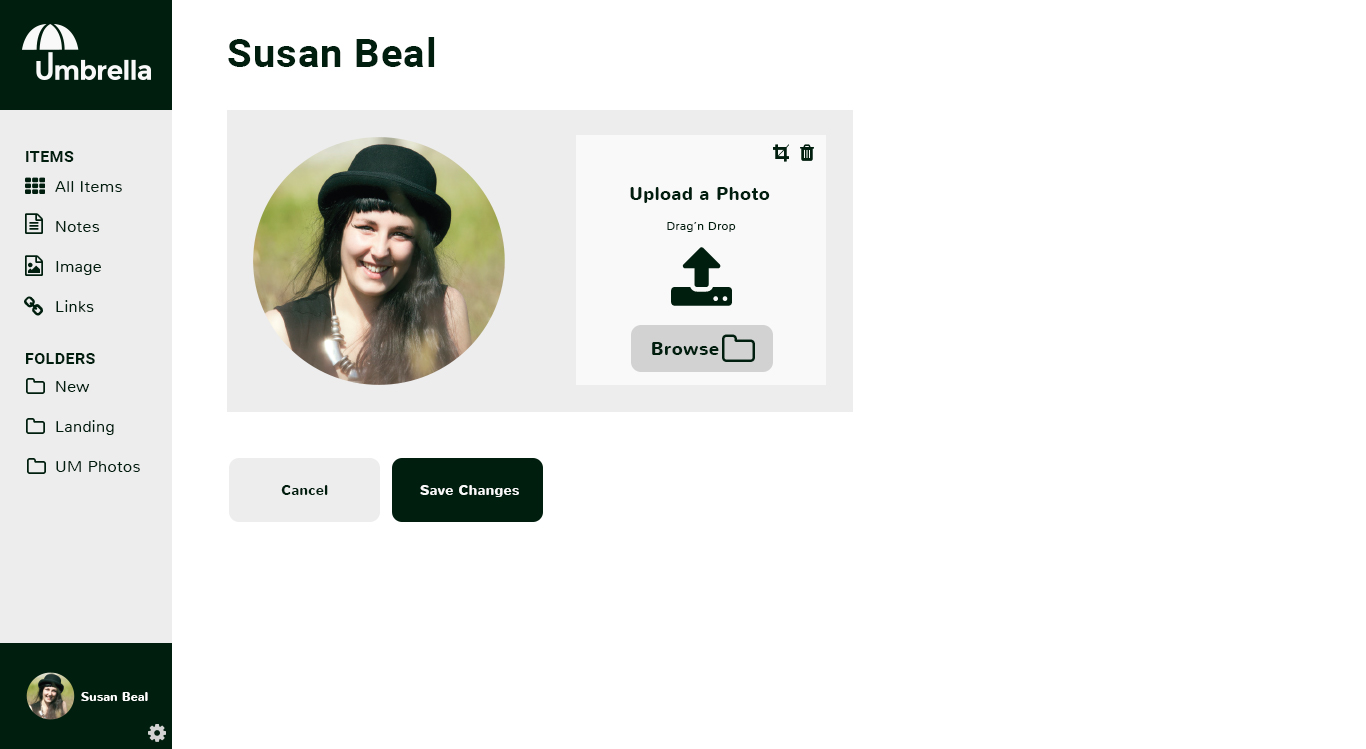 Umbrella
Susan Beal
ITEMS
All Items
Notes
Image
Links
FOLDERS
New
Landing
UM Photos
Upload a Photo
Drag'n Drop
Browse
Cancel
Save Changes
Susan Beal